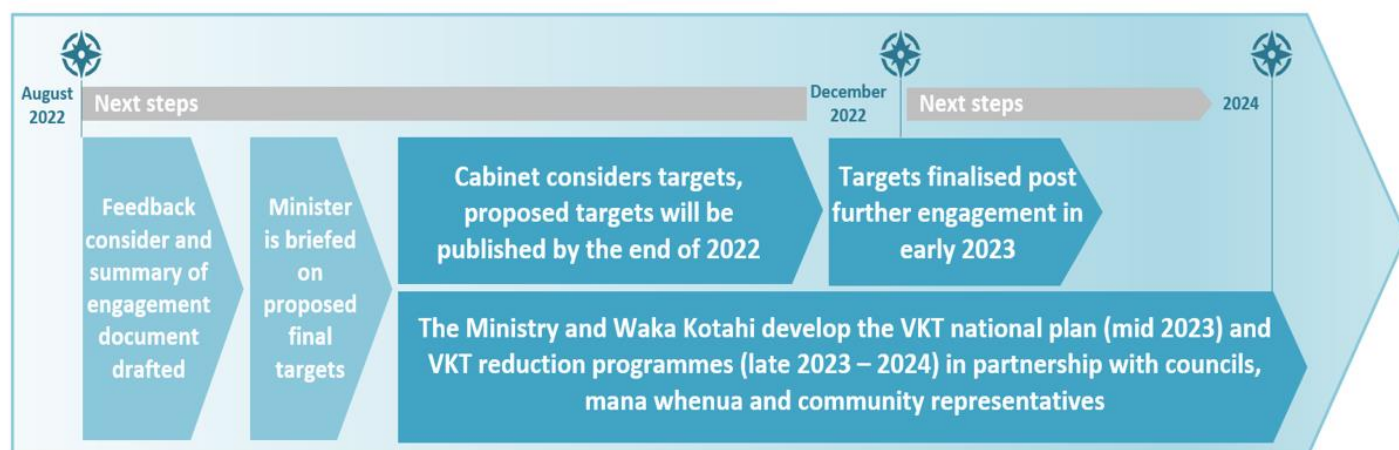 August
2022
Next steps
December
2022
Next steps
2024
Feedback
consider and
summary of
engagement
document
drafted
Minister
is briefed
on
proposed
final
targets
Cabinet considers targets,
proposed targets will be
published by the end of 2022
Targets finalised post
further engagement in
early 2023
The Ministry and Waka Kotahi develop the VKT national plan (mid 2023) and
VKT reduction programmes (late 2023 – 2024) in partnership with councils,
mana whenua and community representatives